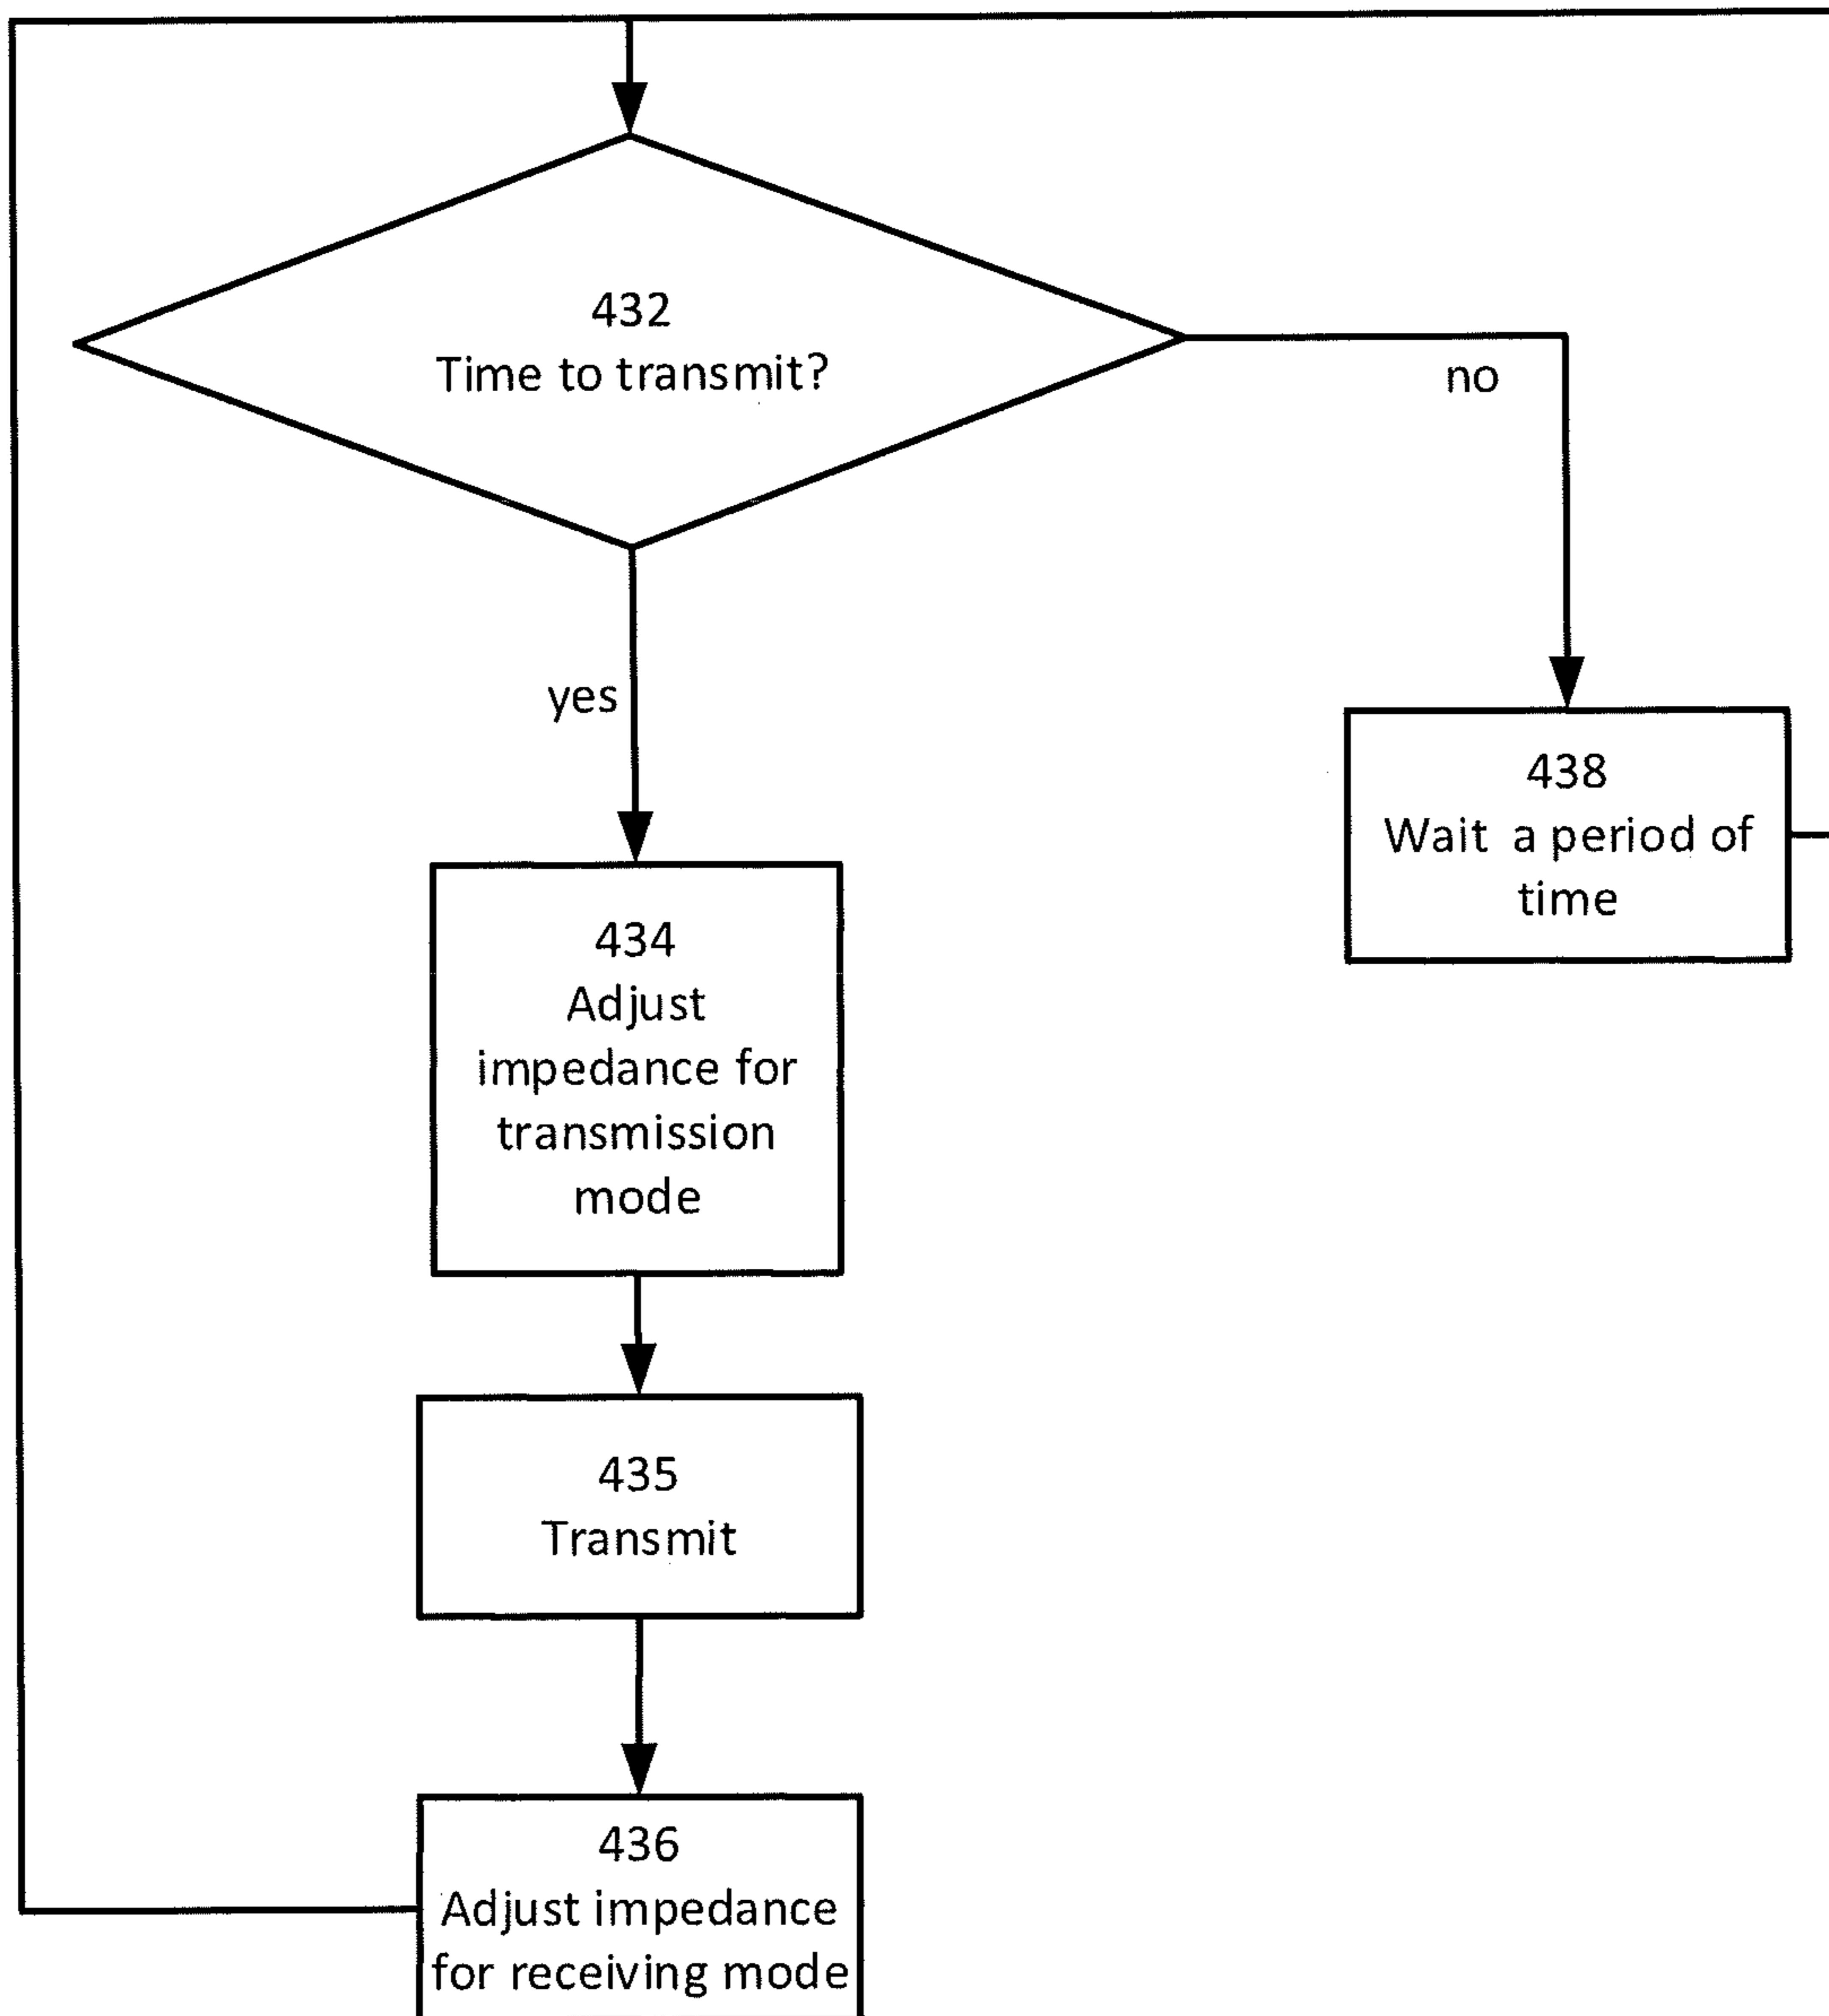 432
Time to transmit?
no
yes
438
Wait a period of
time
434
Adjust
impedance for
transmission
mode
435
Transmit
436
Adjust impedance
for receiving mode